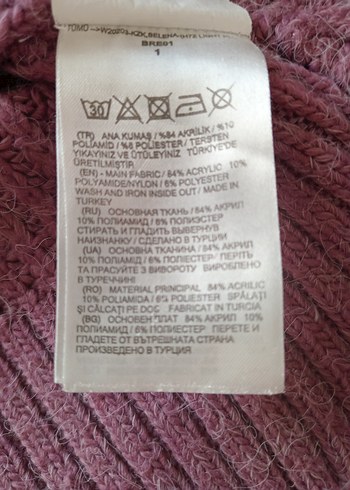 BRE01
1
30
(TR) ANA KUMAŞ / %84 AKRİLİK / %10
POLİAMİD / %6 POLİESTER / TERSTEN
YIKAYINIZ VE ÜTÜLEYİNİZ TÜRKİYE'DE
ÜRETİLMİŞTİR
(EN) - MAIN FABRIC / 84% ACRYLIC 10%
POLYAMIDE/NYLON / 6% POLYESTER
WASH AND IRON INSIDE OUT / MADE IN
TURKEY
(RU) ОСНОВНАЯ ТКАНЬ / 84% АКРИЛ
10% ПОЛИАМИД / 6% ПОЛИЭСТЕР
СТИРАТЬ И ГЛАДИТЬ ВЫВЕРНУВ
НАИЗНАНКУ / СДЕЛАНО В ТУРЦИИ
(UA) ОСНОВНА ТКАНИНА / 84% АКРИЛ
10% ПОЛІАМІД / 6% ПОЛІЕСТЕР ПЕРІТЬ
ТА ПРАСУЙТЕ З ВИВОРОТУ ВИРОБЛЕНО
В ТУРЕЧЧИНІ
(RO) MATERIAL PRINCIPAL 84% ACRILIC
10% POLIAMIDA / 6% POLIESTER SPĂLAȚI
ȘI CĂLCAȚI PE DOS FABRICAT IN TURCIA
(BG) ОСНОВЕН ПЛАТ 84% АКРИЛ 10%
ПОЛИАМИД / 6% ПОЛИЕСТЕР ПЕРЕТЕ И
ГЛАДЕТЕ ОТ ВЪТРЕШНАТА СТРАНА
ПРОИЗВЕДЕНО В ТУРЦИЯ